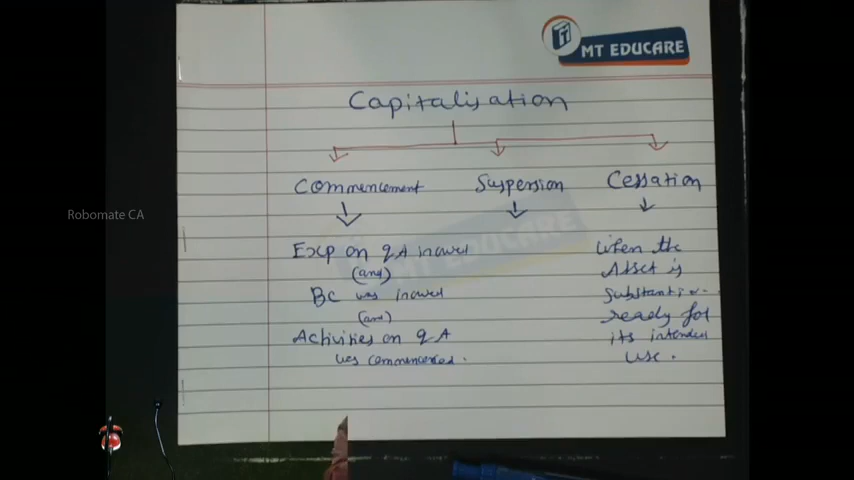 MT EDUCARE
Capitalisation
Commencement Suspension Cessation
Robomate CA
Exp on QA incurred When the
(and) Asset is
BC was incurred
(and) ready for
Activities on QA its intended
was commenced. use.